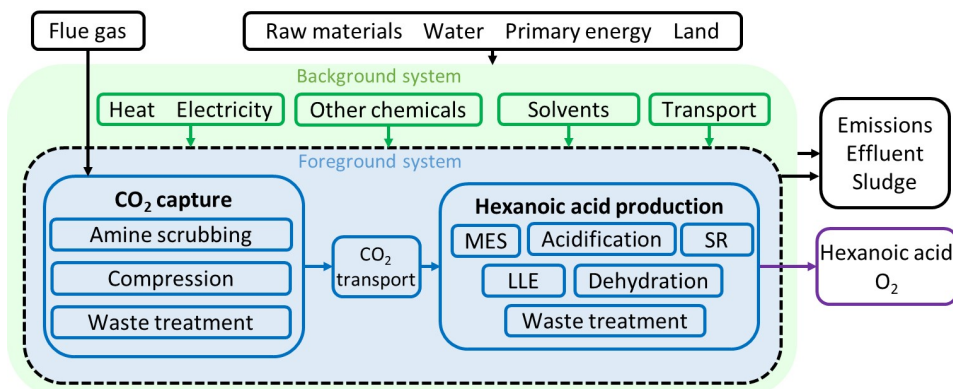 Flue gas
Raw materials Water Primary energy Land
Background system
Heat Electricity
Other chemicals
Solvents
Transport
Emissions
Effluent
Sludge
Foreground system
CO₂ capture
Amine scrubbing
Compression
Waste treatment
CO₂
transport
Hexanoic acid production
MES
Acidification
SR
LLE
Dehydration
Waste treatment
Hexanoic acid
O₂